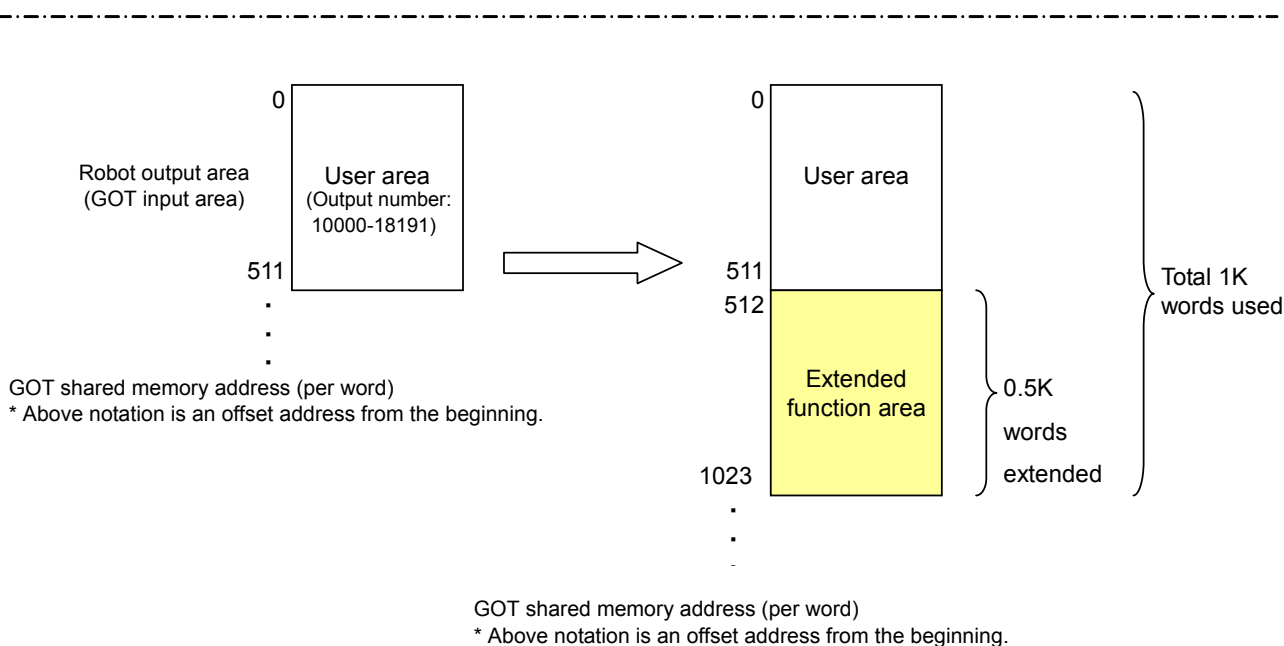 0
Robot output area
(GOT input area)
User area
(Output number:
10000-18191)
511
.
.
.
GOT shared memory address (per word)
* Above notation is an offset address from the beginning.
0
User area
511
512
Extended
function area
1023
.
.
.
0.5K
words
extended
Total 1K
words used
GOT shared memory address (per word)
* Above notation is an offset address from the beginning.